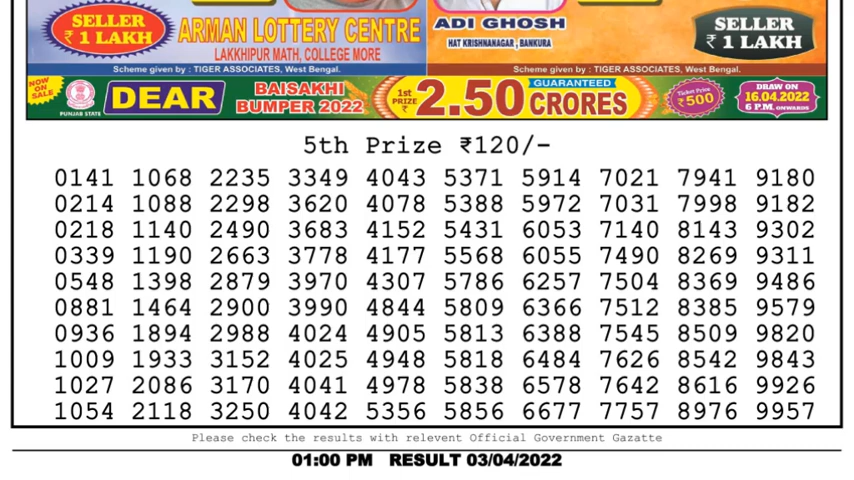 SELLER
₹ 1 LAKH
ARMAN LOTTERY CENTRE
LAKKHIPUR MATH, COLLEGE MORE
ADI GHOSH
HAT KRISHNAGAR, BANKURA
SELLER
₹ 1 LAKH
Scheme given by : TIGER ASSOCIATES, West Bengal.
Scheme given by : TIGER ASSOCIATES, West Bengal.
NOW
ON
SALE
PUNJAB STATE
DEAR
BAISAKHI
BUMPER 2022
1st
PRIZE
₹2.50
GUARANTEED
CRORES
Ticket Price
₹500
DRAW ON
16.04.2022
6 P.M. ONWARDS
5th Prize ₹120/-
0141 1068 2235 3349 4043 5371 5914 7021 7941 9180
0214 1088 2298 3620 4078 5388 5972 7031 7998 9182
0218 1140 2490 3683 4152 5431 6053 7140 8143 9302
0339 1190 2663 3778 4177 5568 6055 7490 8269 9311
0548 1398 2879 3970 4307 5786 6257 7504 8369 9486
0881 1464 2900 3990 4844 5809 6366 7512 8385 9579
0936 1894 2988 4024 4905 5813 6388 7545 8509 9820
1009 1933 3152 4025 4948 5818 6484 7626 8542 9843
1027 2086 3170 4041 4978 5838 6578 7642 8616 9926
1054 2118 3250 4042 5356 5856 6677 7757 8976 9957
Please check the results with relevent Official Government Gazatte
01:00 PM RESULT 03/04/2022